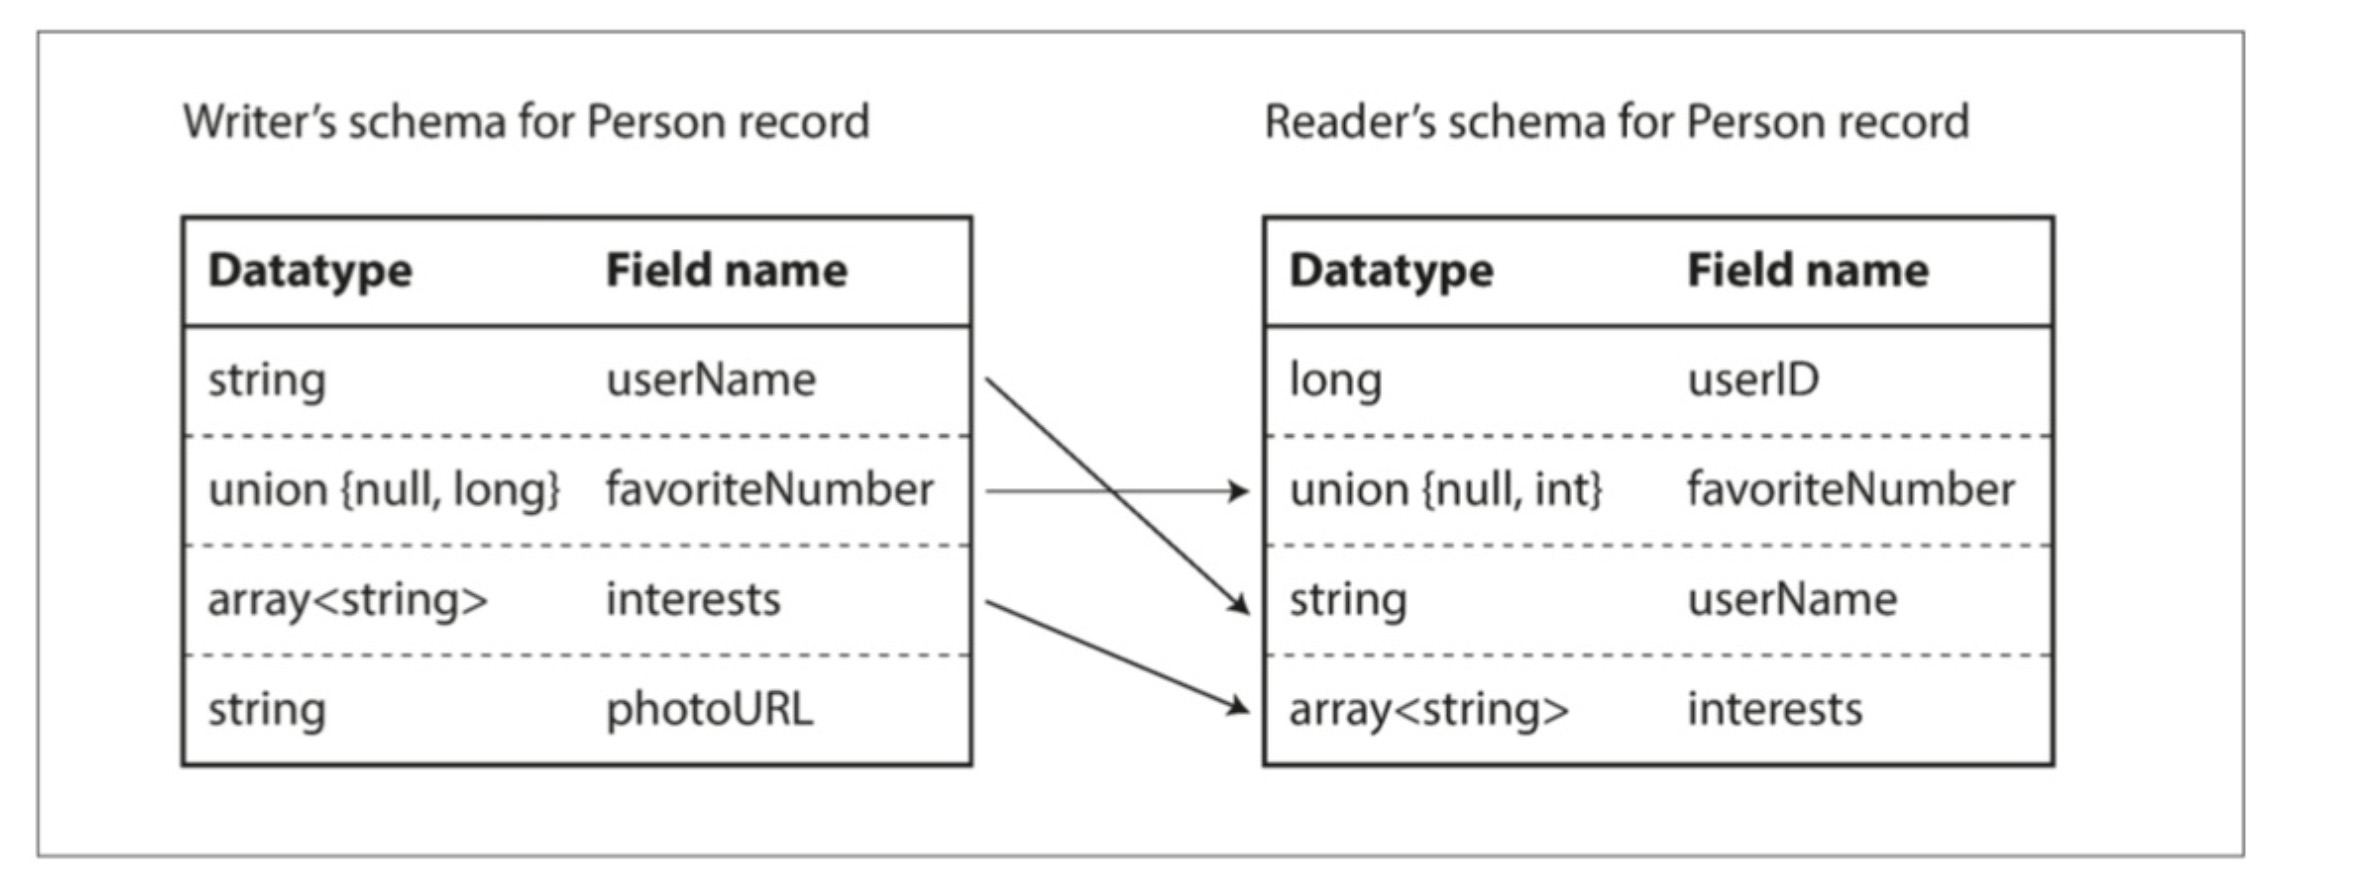 Writer’s schema for Person record
Datatype Field name
string userName
union {null, long} favoriteNumber
array<string> interests
string photoURL
Reader’s schema for Person record
Datatype Field name
long userID
union {null, int} favoriteNumber
string userName
array<string> interests